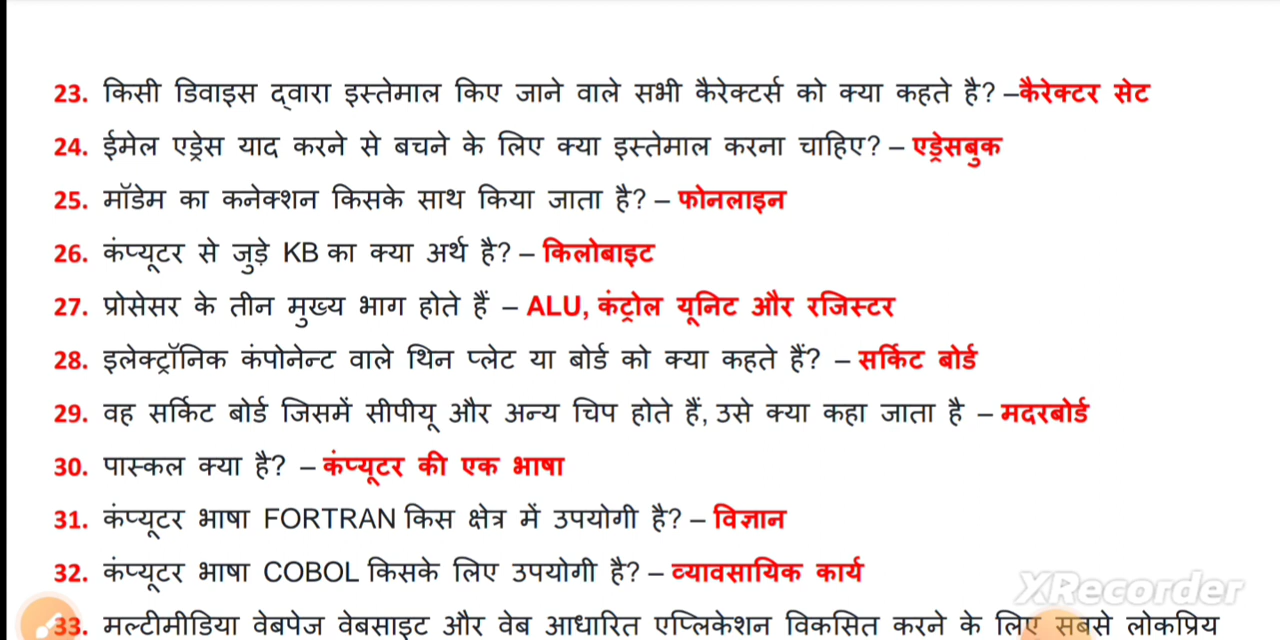 23. किसी डिवाइस द्वारा इस्तेमाल किए जाने वाले सभी कैरेक्टर्स को क्या कहते है? –कैरेक्टर सेट
24. ईमेल एड्रेस याद करने से बचने के लिए क्या इस्तेमाल करना चाहिए? – एड्रेसबुक
25. मॉडेम का कनेक्शन किसके साथ किया जाता है? – फोनलाइन
26. कंप्यूटर से जुड़े KB का क्या अर्थ है? – किलोबाइट
27. प्रोसेसर के तीन मुख्य भाग होते हैं – ALU, कंट्रोल यूनिट और रजिस्टर
28. इलेक्ट्रॉनिक कंपोनेन्ट वाले थिन प्लेट या बोर्ड को क्या कहते हैं? – सर्किट बोर्ड
29. वह सर्किट बोर्ड जिसमें सीपीयू और अन्य चिप होते हैं, उसे क्या कहा जाता है – मदरबोर्ड
30. पास्कल क्या है? – कंप्यूटर की एक भाषा
31. कंप्यूटर भाषा FORTRAN किस क्षेत्र में उपयोगी है? – विज्ञान
32. कंप्यूटर भाषा COBOL किसके लिए उपयोगी है? – व्यावसायिक कार्य
XRecorder
33. मल्टीमीडिया वेबपेज वेबसाइट और वेब आधारित एप्लिकेशन विकसित करने के लिए सबसे लोकप्रिय